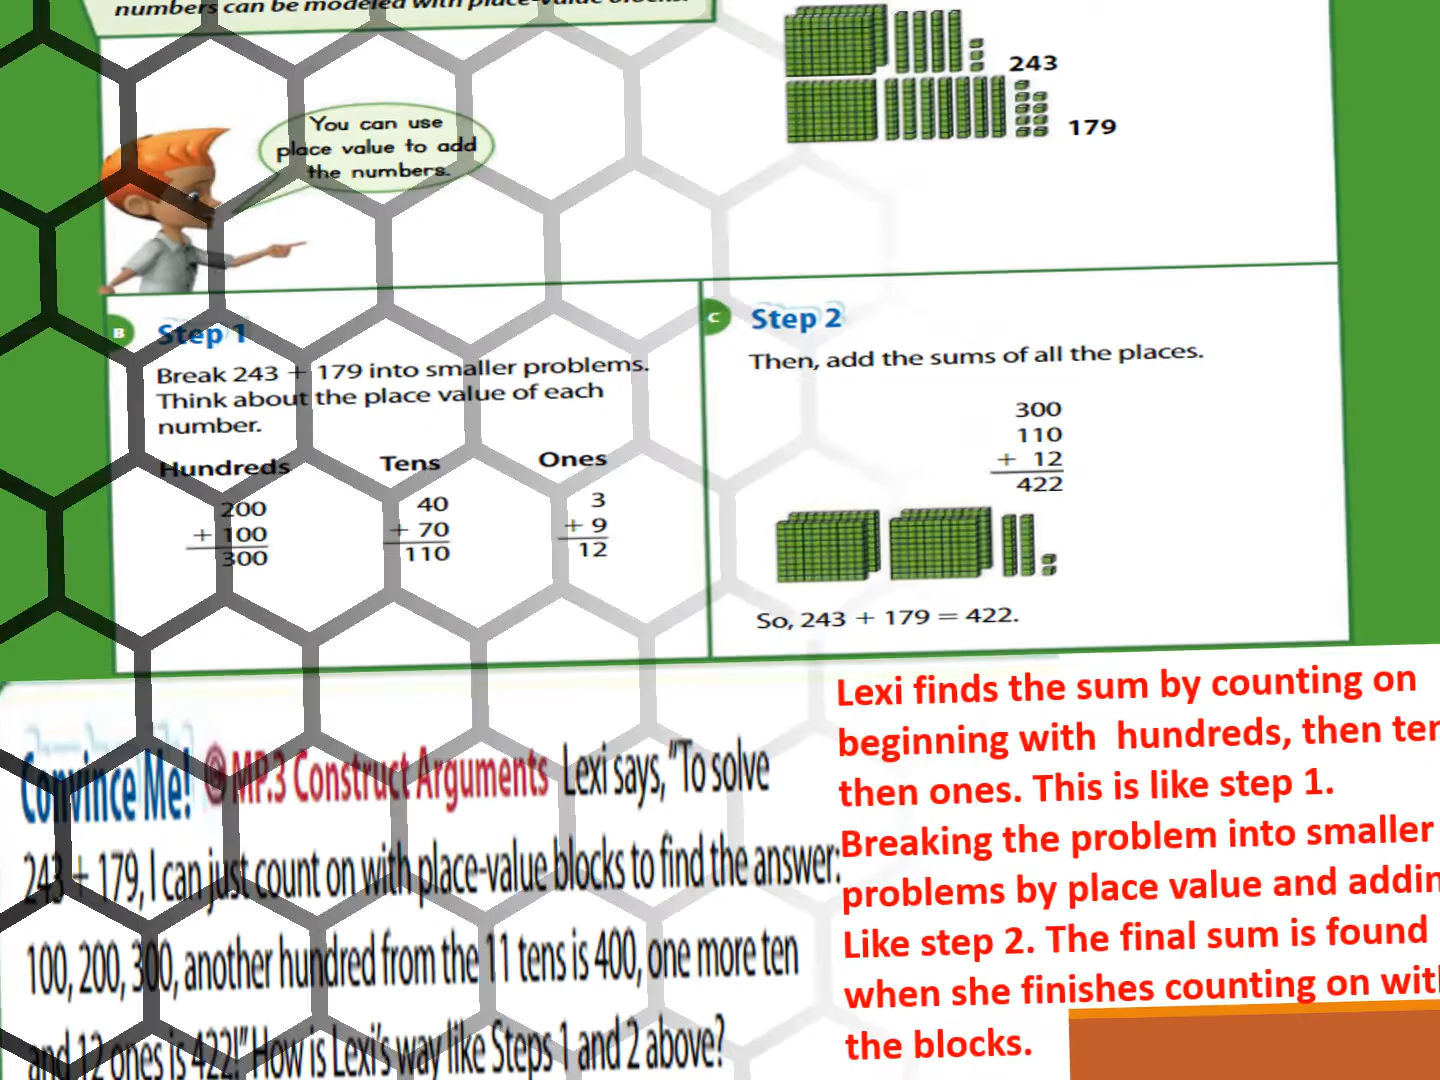 numbers can be modeled with place-value blocks.
243
179
You can use
place value to add
the numbers.
B Step 1
Break 243 + 179 into smaller problems.
Think about the place value of each
number.
Hundreds Tens Ones
200 40 3
+ 100 + 70 + 9
300 110 12
C Step 2
Then, add the sums of all the places.
300
110
+ 12
422
So, 243 + 179 = 422.
Convince Me! MP.3 Construct Arguments Lexi says, "To solve
243 + 179, I can just count on with place-value blocks to find the answer:
100, 200, 300, another hundred from the 11 tens is 400, one more ten
and 12 ones is 422!" How is Lexi's way like Steps 1 and 2 above?
Lexi finds the sum by counting on
beginning with hundreds, then ten
then ones. This is like step 1.
Breaking the problem into smaller
problems by place value and addin
Like step 2. The final sum is found
when she finishes counting on wit
the blocks.